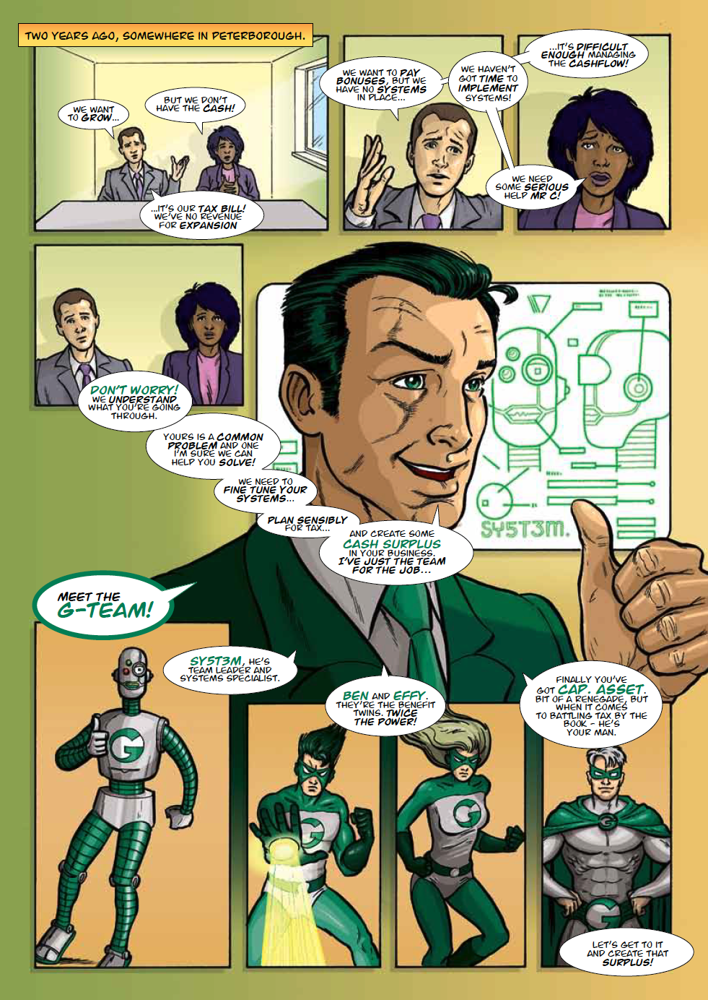 TWO YEARS AGO, SOMEWHERE IN PETERBOROUGH.
WE WANT
TO GROW...
BUT WE DON'T
HAVE THE CASH!
...IT'S OUR TAX BILL!
WE'VE NO REVENUE
FOR EXPANSION
WE WANT TO PAY
BONUSES, BUT WE
HAVE NO SYSTEMS
IN PLACE...
WE HAVEN'T
GOT TIME TO
IMPLEMENT
SYSTEMS!
...IT'S DIFFICULT
ENOUGH MANAGING
THE CASHFLOW!
WE NEED
SOME SERIOUS
HELP MR C!
DON'T WORRY!
WE UNDERSTAND
WHAT YOU'RE GOING
THROUGH.
YOURS IS A COMMON
PROBLEM AND ONE
I'M SURE WE CAN
HELP YOU SOLVE!
WE NEED TO
FINE TUNE YOUR
SYSTEMS...
PLAN SENSIBLY
FOR TAX...
AND CREATE SOME
CASH SURPLUS
IN YOUR BUSINESS.
I'VE JUST THE TEAM
FOR THE JOB...
SY5T3M.
MEET THE
G-TEAM!
SY5T3M, HE'S
TEAM LEADER AND
SYSTEMS SPECIALIST.
BEN AND EFFY.
THEY'RE THE BENEFIT
TWINS. TWICE
THE POWER!
FINALLY YOU'VE
GOT CAP. ASSET.
BIT OF A RENEGADE, BUT
WHEN IT COMES
TO BATTLING TAX BY THE
BOOK - HE'S
YOUR MAN.
G
G
G
G
G
LET'S GET TO IT
AND CREATE THAT
SURPLUS!